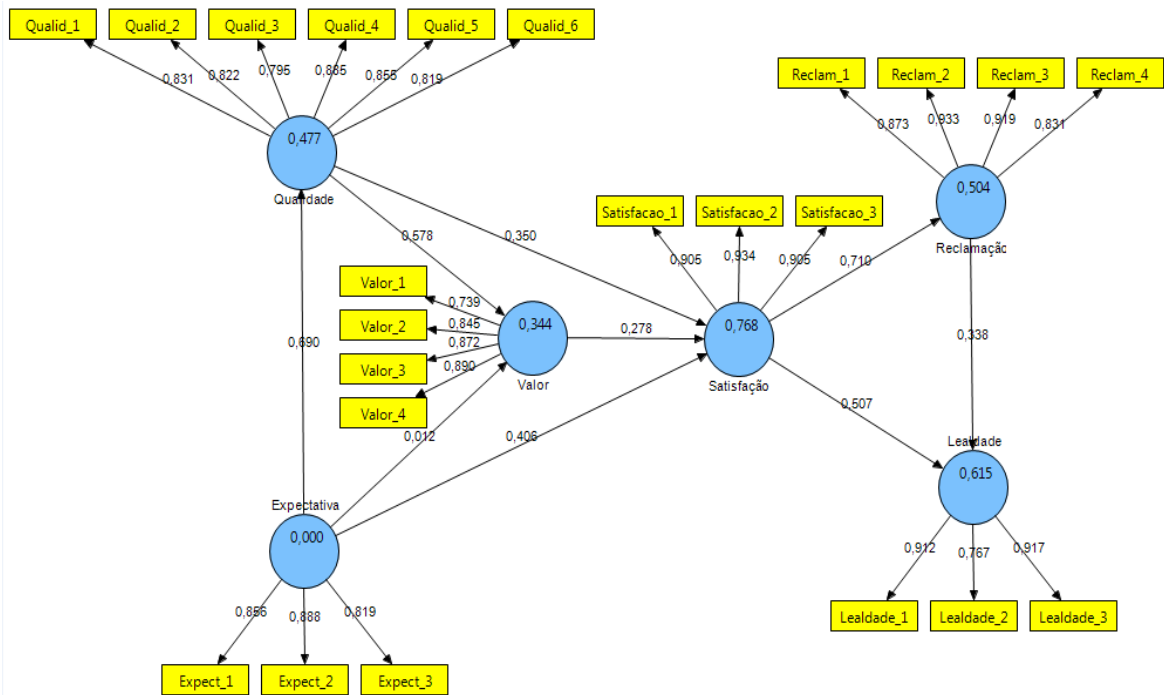 Qualid_1 Qualid_2 Qualid_3 Qualid_4 Qualid_5 Qualid_6
0,831 0,822 0,795 0,885 0,855 0,819
0,477
Qualidade
Reclam_1 Reclam_2 Reclam_3 Reclam_4
0,873 0,933 0,919 0,831
0,504
Reclamação
Satisfacao_1 Satisfacao_2 Satisfacao_3
0,905 0,934 0,905
0,710
0,578
0,350
Valor_1
0,739
Valor_2
0,845
Valor_3
0,872
Valor_4
0,890
0,344
Valor
0,278
0,768
Satisfação
0,338
0,690
0,012
0,406
0,507
Lealdade
0,615
0,912 0,767 0,917
Lealdade_1 Lealdade_2 Lealdade_3
Expectativa
0,000
0,856 0,888 0,819
Expect_1 Expect_2 Expect_3